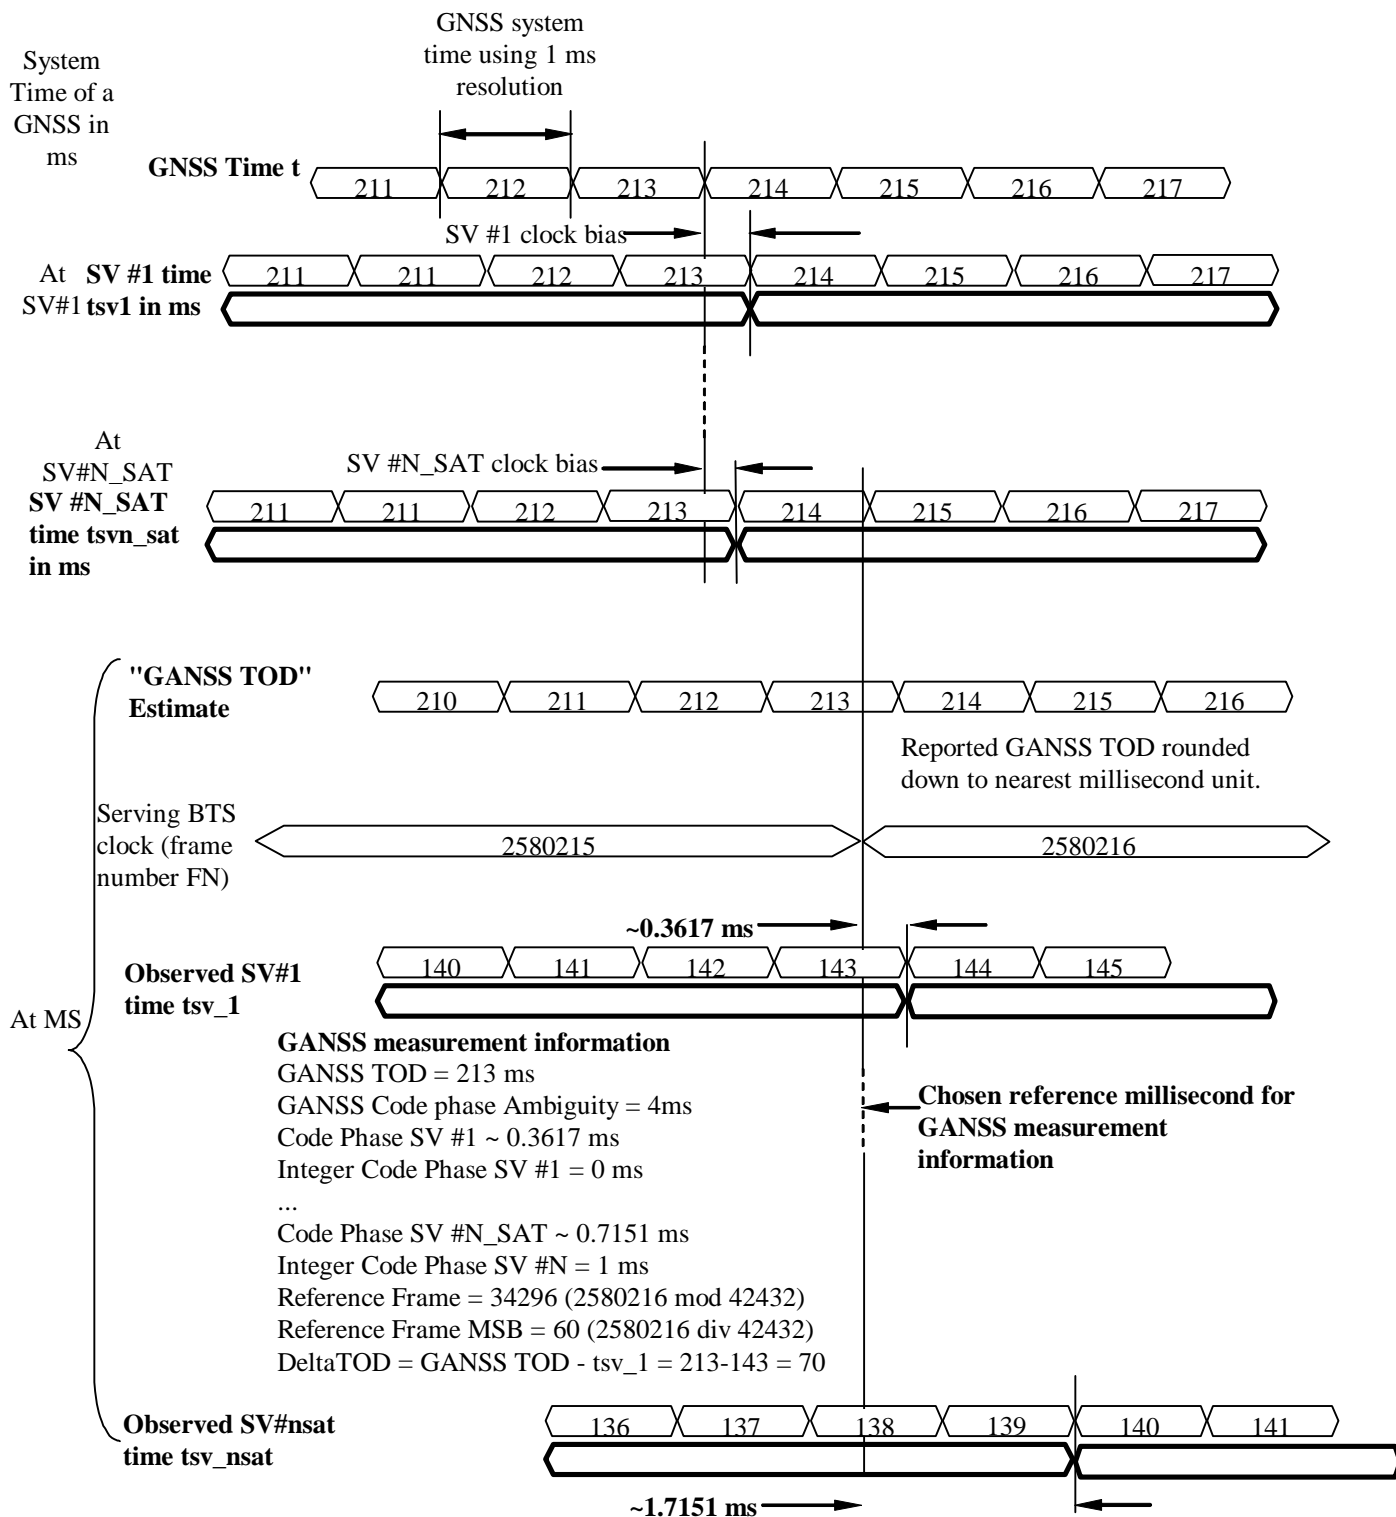 GNSS system
time using 1 ms
resolution
System
Time of a
GNSS in
ms
GNSS Time t
211 212 213 214 215 216 217
SV #1 clock bias
At SV #1 time
SV#1 tsv1 in ms
211 211 212 213 214 215 216 217
At
SV#N_SAT
SV #N_SAT clock bias
SV #N_SAT
time tsvn_sat
in ms
211 211 212 213 214 215 216 217
"GANSS TOD"
Estimate
210 211 212 213 214 215 216
Reported GANSS TOD rounded
down to nearest millisecond unit.
Serving BTS
clock (frame
number FN)
2580215 2580216
~0.3617 ms
Observed SV#1
time tsv_1
140 141 142 143 144 145
At MS
GANSS measurement information
GANSS TOD = 213 ms
GANSS Code phase Ambiguity = 4ms
Code Phase SV #1 ~ 0.3617 ms
Integer Code Phase SV #1 = 0 ms
...
Code Phase SV #N_SAT ~ 0.7151 ms
Integer Code Phase SV #N = 1 ms
Reference Frame = 34296 (2580216 mod 42432)
Reference Frame MSB = 60 (2580216 div 42432)
DeltaTOD = GANSS TOD - tsv_1 = 213-143 = 70
Chosen reference millisecond for
GANSS measurement
information
Observed SV#nsat
time tsv_nsat
136 137 138 139 140 141
~1.7151 ms